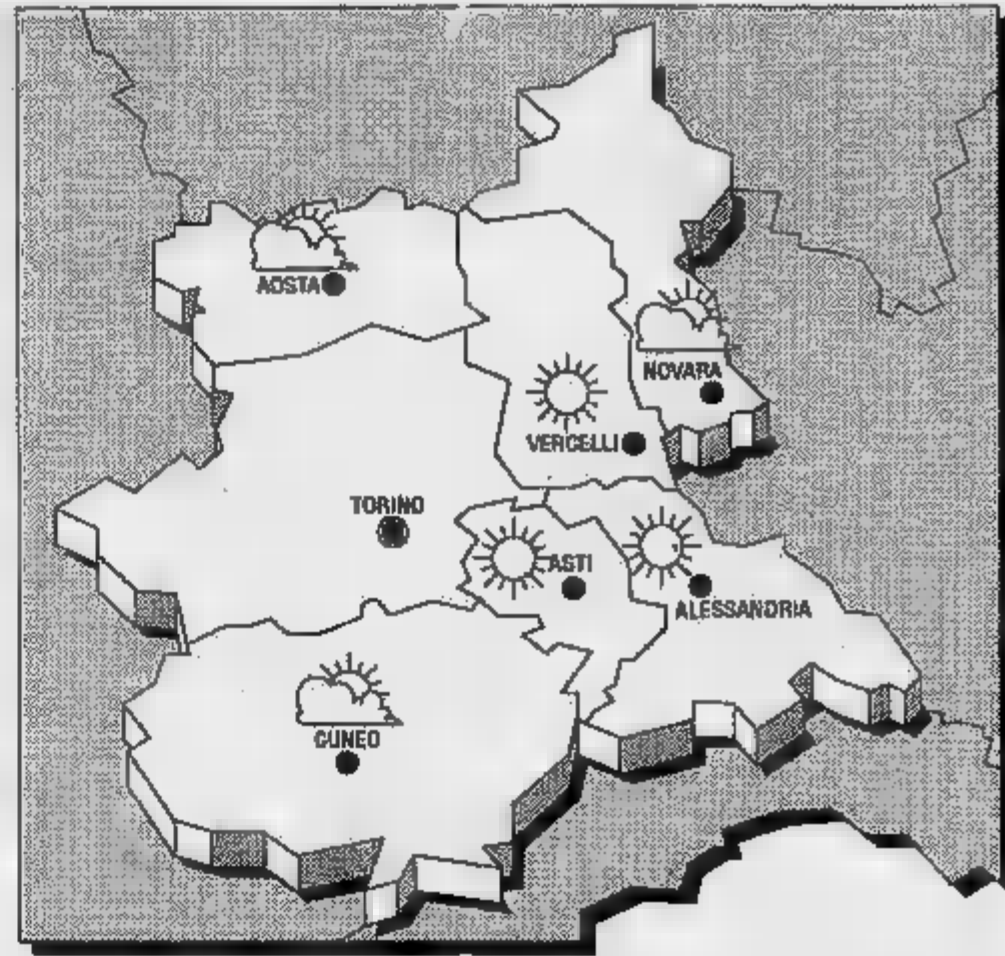 AOSTA
NOVARA
VERCELLI
TORINO
ASTI
ALESSANDRIA
CUNEO